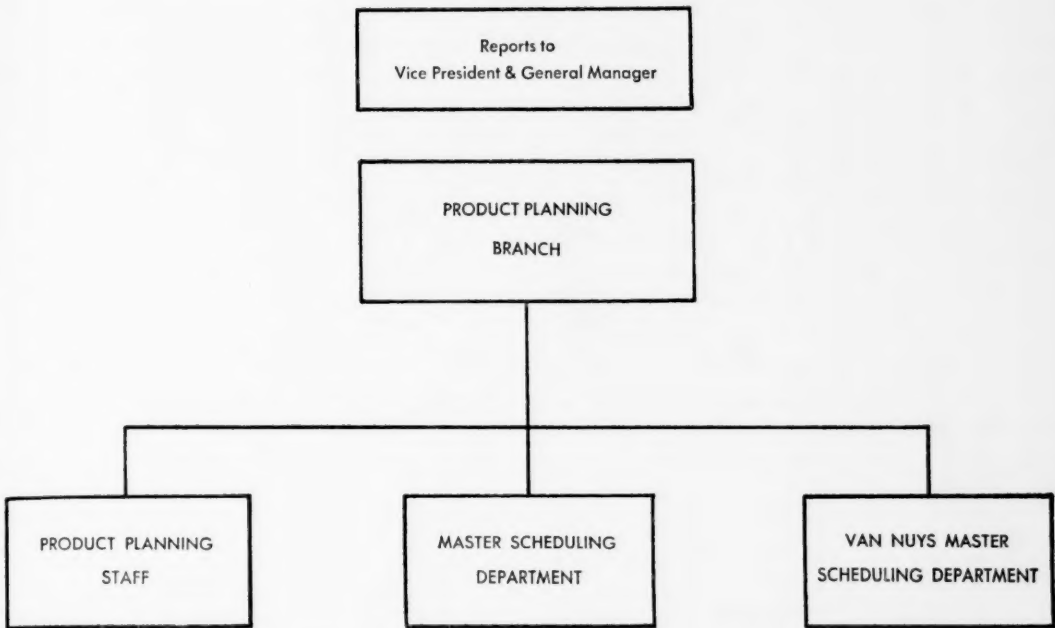 Reports to
Vice President & General Manager
PRODUCT PLANNING
BRANCH
PRODUCT PLANNING
STAFF
MASTER SCHEDULING
DEPARTMENT
VAN NUYS MASTER
SCHEDULING DEPARTMENT